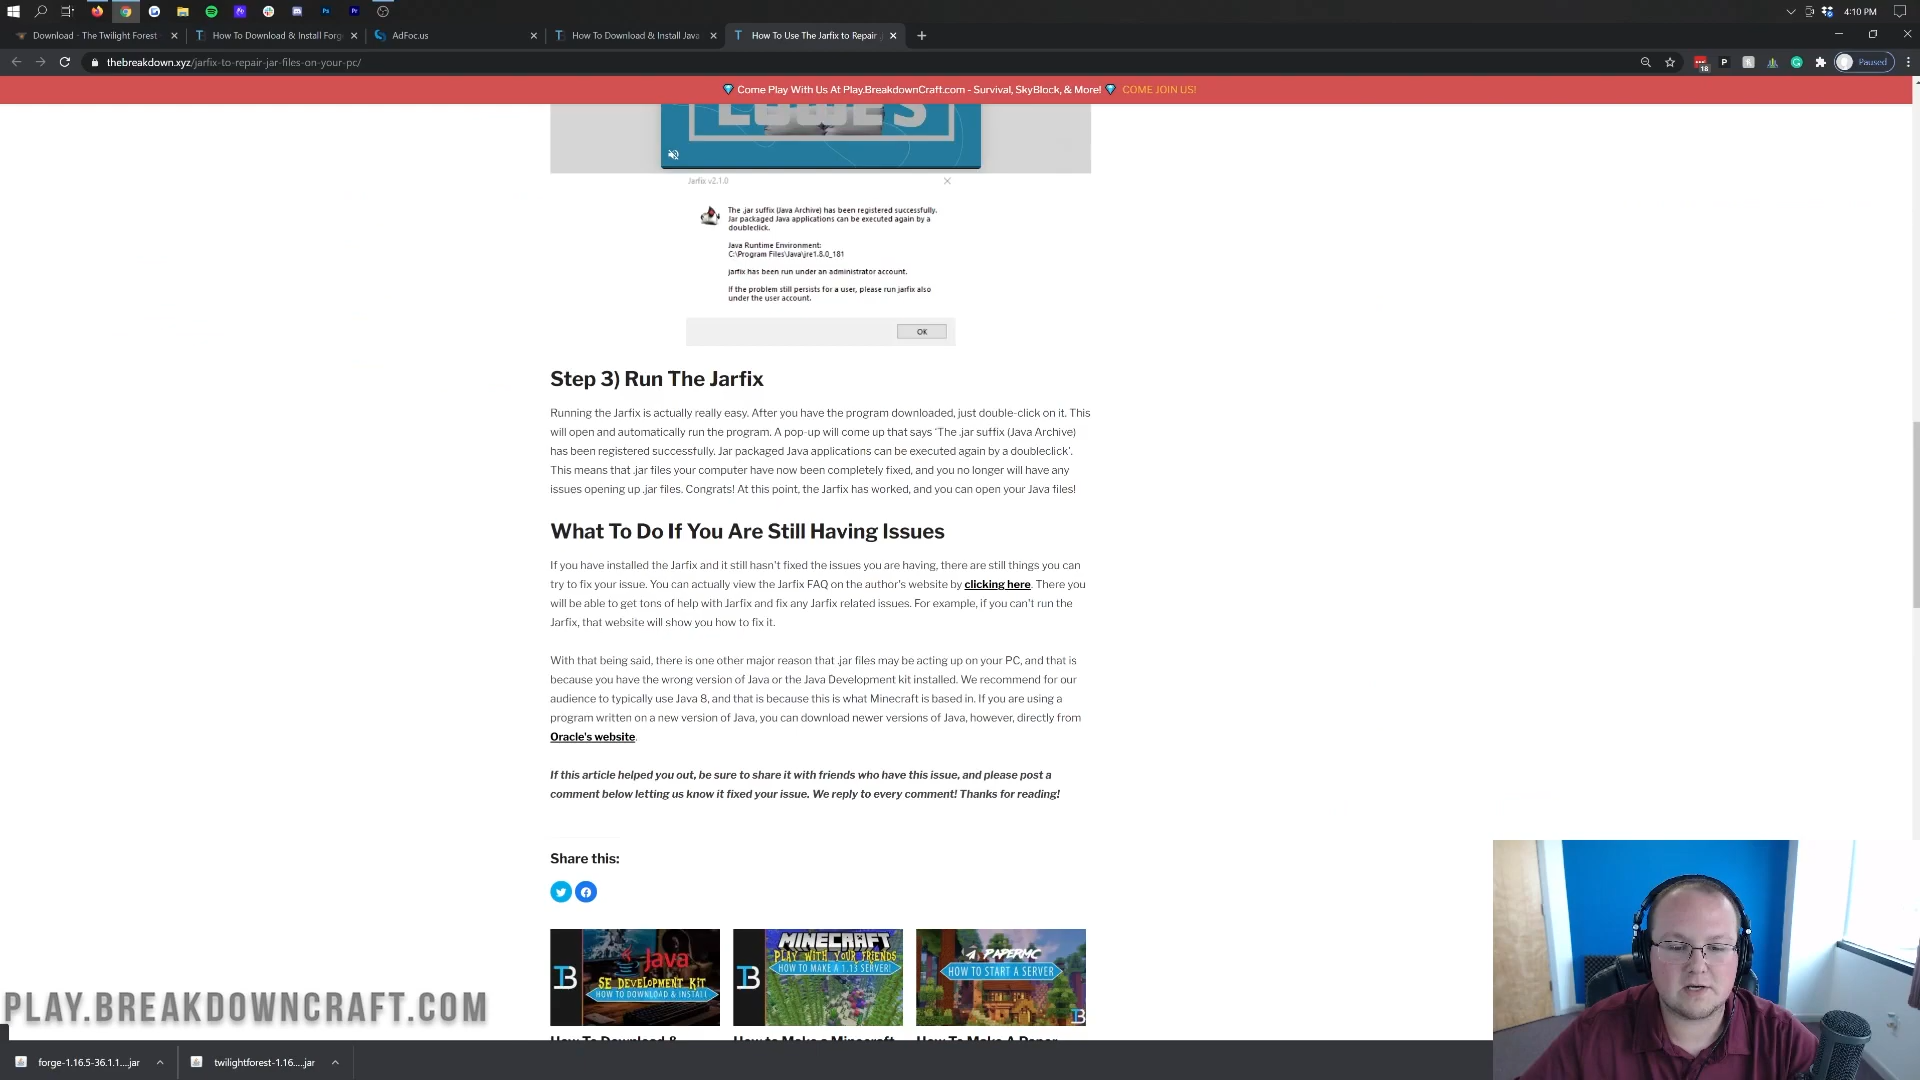 4:10 PM
Download - The Twilight Forest
How To Download & Install Forge
AdFoc.us
How To Download & Install Java
How To Use The Jarfix to Repair
thebreakdown.xyz/jarfix-to-repair-jar-files-on-your-pc/
18
Paused
Come Play With Us At Play.BreakdownCraft.com - Survival, SkyBlock, & More! COME JOIN US!
LOWES
Jarfix v2.1.0
The .jar suffix (Java Archive) has been registered successfully.
Jar packaged Java applications can be executed again by a
doubleclick.
Java Runtime Environment:
C:\Program Files\Java\jre1.8.0_181
jarfix has been run under an administrator account.
If the problem still persists for a user, please run jarfix also
under the user account.
OK
Step 3) Run The Jarfix
Running the Jarfix is actually really easy. After you have the program downloaded, just double-click on it. This
will open and automatically run the program. A pop-up will come up that says ‘The .jar suffix (Java Archive)
has been registered successfully. Jar packaged Java applications can be executed again by a doubleclick’.
This means that .jar files your computer have now been completely fixed, and you no longer will have any
issues opening up .jar files. Congrats! At this point, the Jarfix has worked, and you can open your Java files!
What To Do If You Are Still Having Issues
If you have installed the Jarfix and it still hasn't fixed the issues you are having, there are still things you can
try to fix your issue. You can actually view the Jarfix FAQ on the author's website by clicking here. There you
will be able to get tons of help with Jarfix and fix any Jarfix related issues. For example, if you can't run the
Jarfix, that website will show you how to fix it.
With that being said, there is one other major reason that .jar files may be acting up on your PC, and that is
because you have the wrong version of Java or the Java Development kit installed. We recommend for our
audience to typically use Java 8, and that is because this is what Minecraft is based in. If you are using a
program written on a new version of Java, you can download newer versions of Java, however, directly from
Oracle's website.
If this article helped you out, be sure to share it with friends who have this issue, and please post a
comment below letting us know it fixed your issue. We reply to every comment! Thanks for reading!
Share this:
TB Java
SE DEVELOPMENT KIT
HOW TO DOWNLOAD & INSTALL
TB MINECRAFT
PLAY WITH YOUR FRIENDS
HOW TO MAKE A 1.13 SERVER!
PAPERMC
HOW TO START A SERVER
TB
How To Download &
How to Make a Minecraft
How To Make A Paper
PLAY.BREAKDOWNCRAFT.COM
forge-1.16.5-36.1.1....jar
twilightforest-1.16....jar